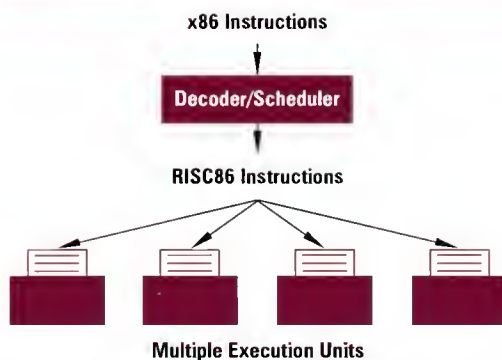 x86 Instructions
Decoder/Scheduler
RISC86 Instructions
Multiple Execution Units